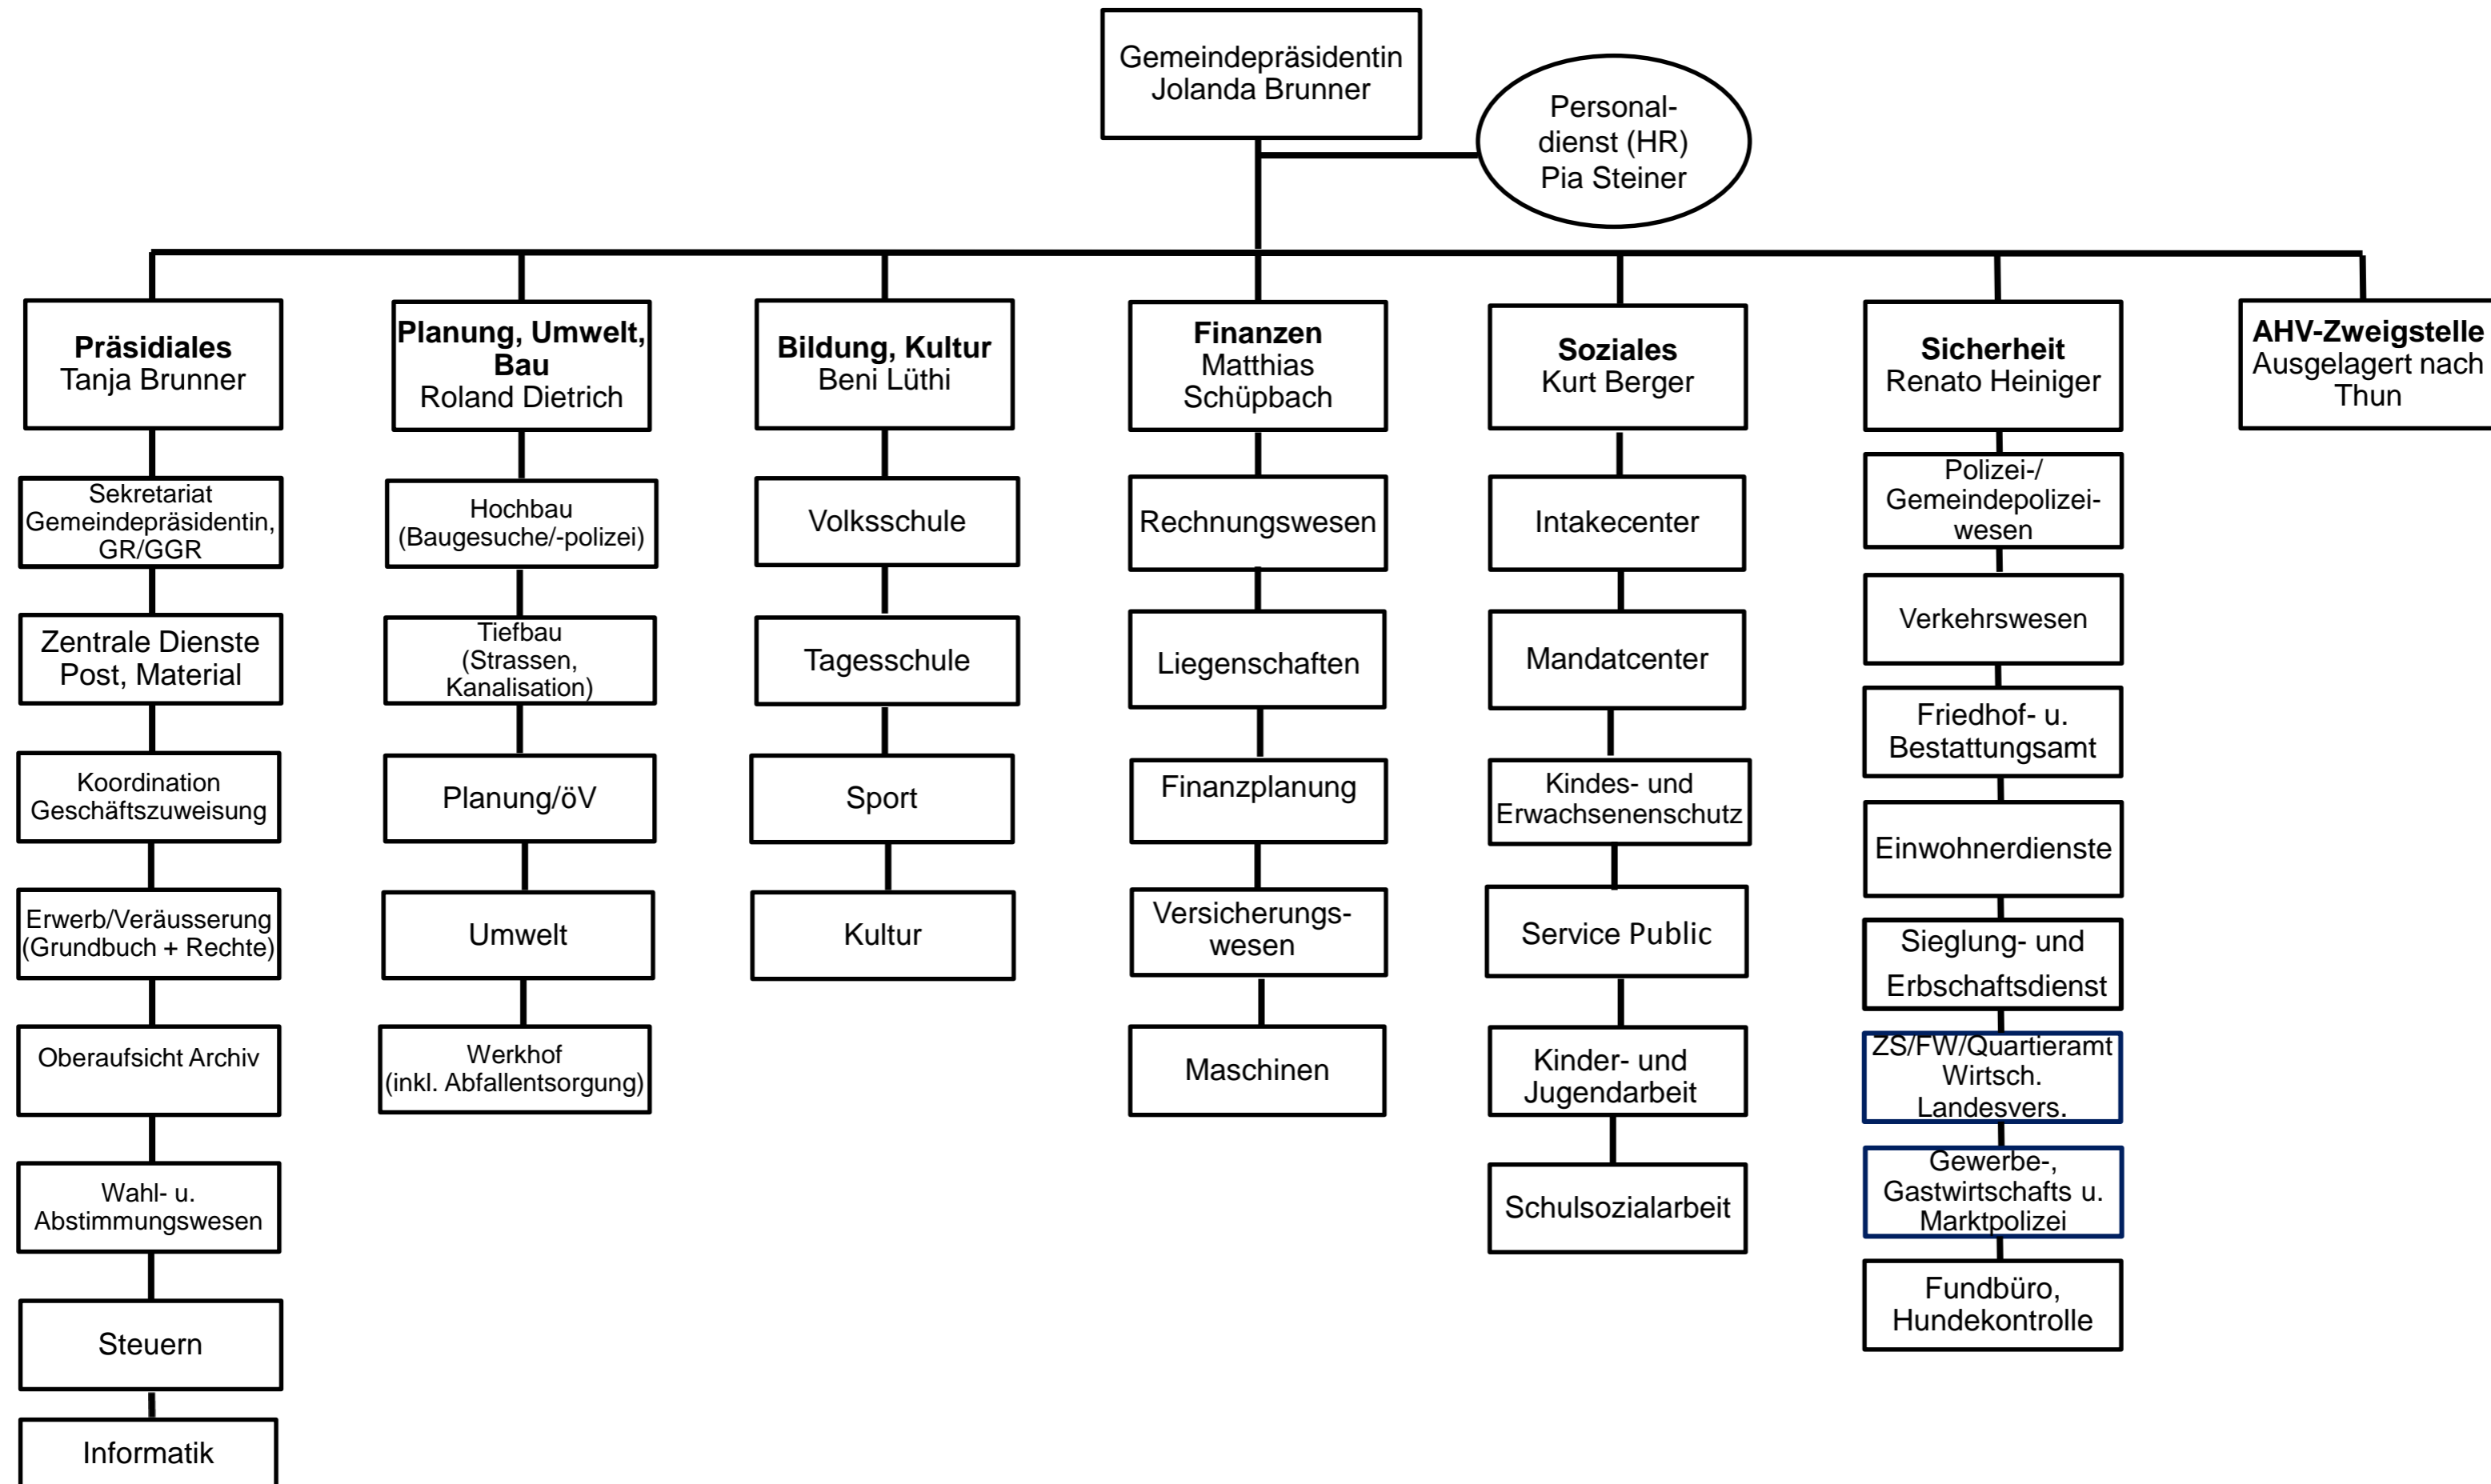 Gemeindepräsidentin
Jolanda Brunner
Personal-
dienst (HR)
Pia Steiner
Präsidiales
Tanja Brunner
Sekretariat
Gemeindepräsidentin,
GR/GGR
Zentrale Dienste
Post, Material
Koordination
Geschäftszuweisung
Erwerb/Veräusserung
(Grundbuch + Rechte)
Oberaufsicht Archiv
Wahl- u.
Abstimmungswesen
Steuern
Informatik
Planung, Umwelt,
Bau
Roland Dietrich
Hochbau
(Baugesuche/-polizei)
Tiefbau
(Strassen,
Kanalisation)
Planung/öV
Umwelt
Werkhof
(inkl. Abfallentsorgung)
Bildung, Kultur
Beni Lüthi
Volksschule
Tagesschule
Sport
Kultur
Finanzen
Matthias
Schüpbach
Rechnungswesen
Liegenschaften
Finanzplanung
Versicherungs-
wesen
Maschinen
Soziales
Kurt Berger
Intakecenter
Mandatcenter
Kindes- und
Erwachsenenschutz
Service Public
Kinder- und
Jugendarbeit
Schulsozialarbeit
Sicherheit
Renato Heiniger
Polizei-/
Gemeindepolizei-
wesen
Verkehrswesen
Friedhof- u.
Bestattungsamt
Einwohnerdienste
Sieglung- und
Erbschaftsdienst
ZS/FW/Quartieramt
Wirtsch.
Landesvers.
Gewerbe-,
Gastwirtschafts u.
Marktpolizei
Fundbüro,
Hundekontrolle
AHV-Zweigstelle
Ausgelagert nach
Thun